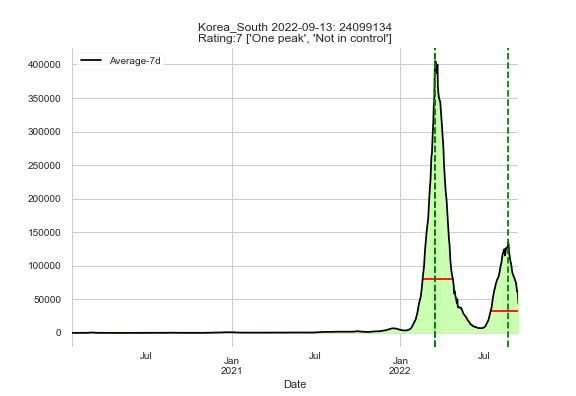 Korea_South 2022-09-13: 24099134
Rating:7 ['One peak', 'Not in control']
Average-7d
400000
350000
300000
250000
200000
150000
100000
50000
0
Jul
Jan
2021
Jul
Jan
2022
Jul
Date